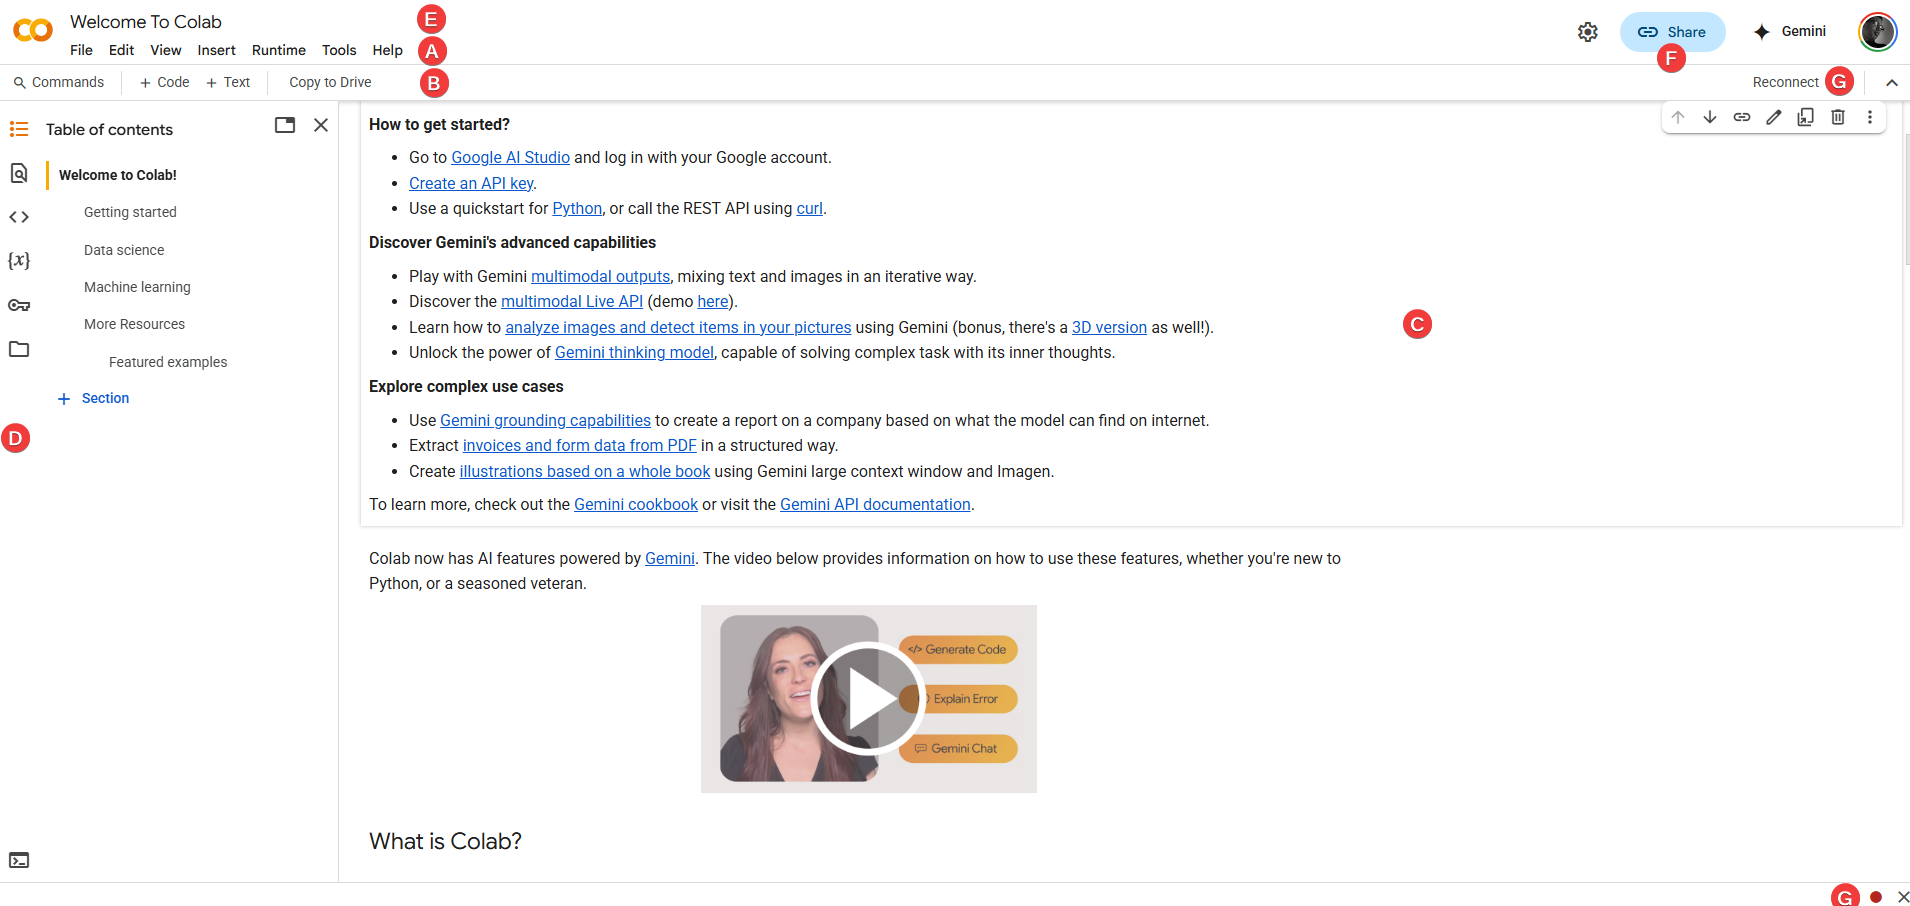 Welcome To Colab
E
File Edit View Insert Runtime Tools Help
A
Share
F
Gemini
Commands
+ Code + Text
Copy to Drive
B
Reconnect
G
Table of contents
Welcome to Colab!
Getting started
Data science
Machine learning
More Resources
Featured examples
+ Section
{x}
D
How to get started?
• Go to Google AI Studio and log in with your Google account.
• Create an API key.
• Use a quickstart for Python, or call the REST API using curl.
Discover Gemini's advanced capabilities
• Play with Gemini multimodal outputs, mixing text and images in an iterative way.
• Discover the multimodal Live API (demo here).
• Learn how to analyze images and detect items in your pictures using Gemini (bonus, there's a 3D version as well!).
• Unlock the power of Gemini thinking model, capable of solving complex task with its inner thoughts.
C
Explore complex use cases
• Use Gemini grounding capabilities to create a report on a company based on what the model can find on internet.
• Extract invoices and form data from PDF in a structured way.
• Create illustrations based on a whole book using Gemini large context window and Imagen.
To learn more, check out the Gemini cookbook or visit the Gemini API documentation.
Colab now has AI features powered by Gemini. The video below provides information on how to use these features, whether you're new to
Python, or a seasoned veteran.
</> Generate Code
Explain Error
Gemini Chat
What is Colab?
G